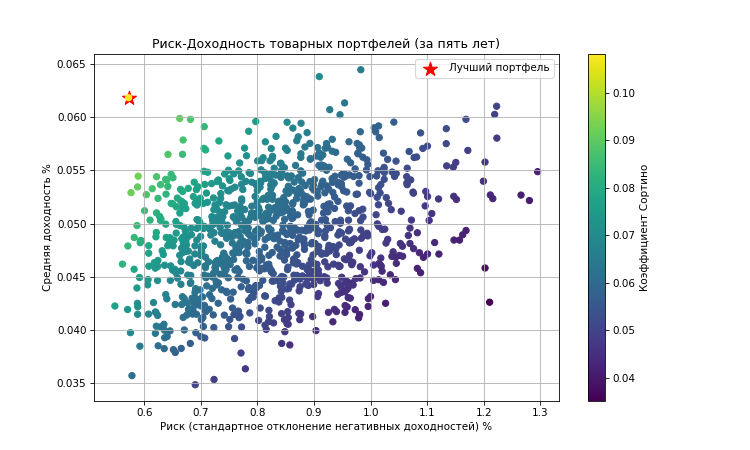 Риск-Доходность товарных портфелей (за пять лет)
Лучший портфель
Средняя доходность %
0.065
0.060
0.055
0.050
0.045
0.040
0.035
0.6 0.7 0.8 0.9 1.0 1.1 1.2 1.3
Риск (стандартное отклонение негативных доходностей) %
0.10
0.09
0.08
0.07
0.06
0.05
0.04
Коэффициент Сортино